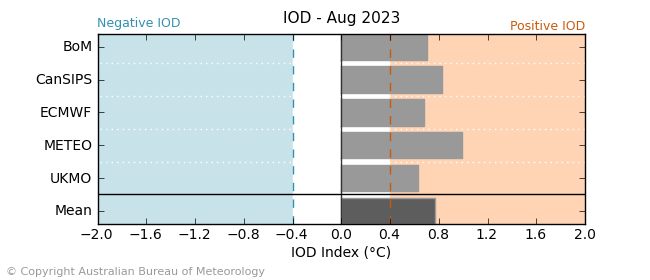 IOD - Aug 2023
Negative IOD
Positive IOD
BoM
CanSIPS
ECMWF
METEO
UKMO
Mean
−2.0 −1.6 −1.2 −0.8 −0.4 0.0 0.4 0.8 1.2 1.6 2.0
IOD Index (°C)
© Copyright Australian Bureau of Meteorology